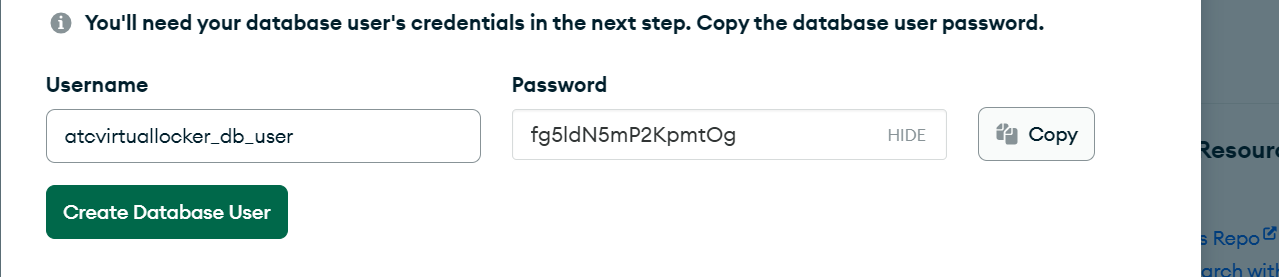 You'll need your database user's credentials in the next step. Copy the database user password.
Username
Password
atcvirtuallocker_db_user
fg5ldN5mP2KpmtOg
HIDE
Copy
Create Database User
Resour
s Repo
arch with